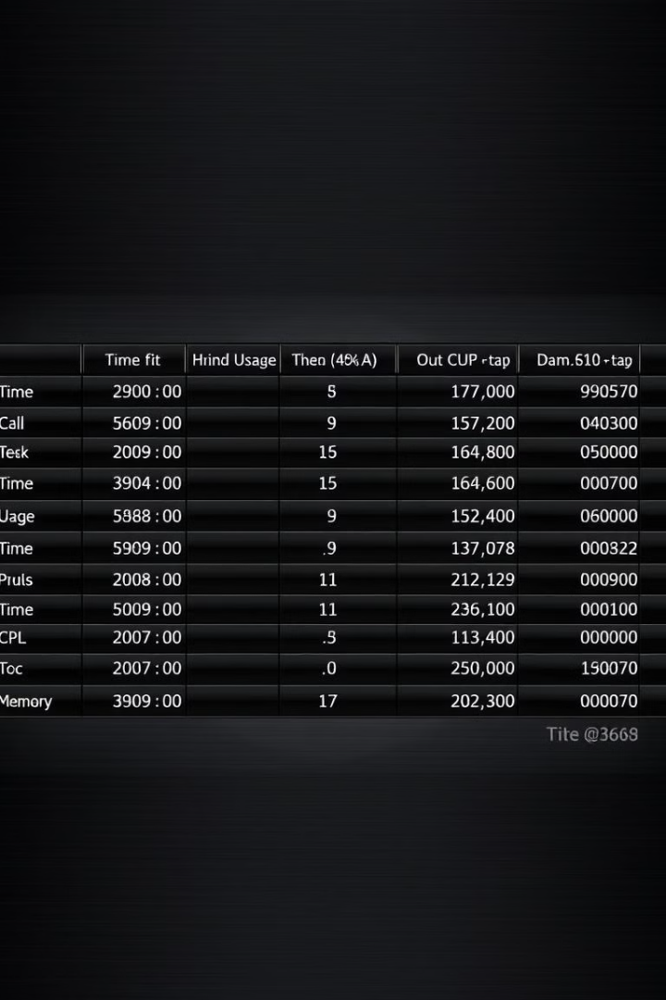 Time fit Hrind Usage Then (40% A) Out CUP -tap Dam.610 -tap
Time 2900 : 00 5 177,000 990570
Call 5609 : 00 9 157,200 040300
Tesk 2009 : 00 15 164,800 050000
Time 3904 : 00 15 164,600 000700
Uage 5988 : 00 9 152,400 060000
Time 5909 : 00 .9 137,078 000322
Pruls 2008 : 00 11 212,129 000900
Time 5009 : 00 11 236,100 000100
CPL 2007 : 00 .5 113,400 000000
Toc 2007 : 00 .0 250,000 190070
Memory 3909 : 00 17 202,300 000070
Tite @3668